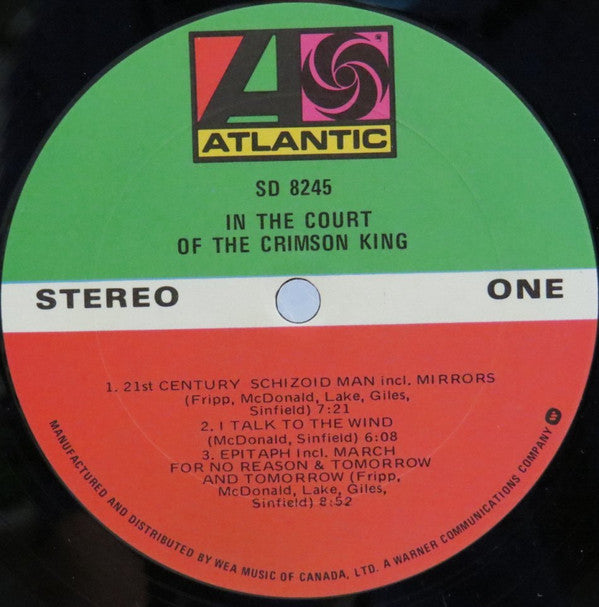 ATLANTIC
SD 8245
IN THE COURT
OF THE CRIMSON KING
STEREO
ONE
1. 21st CENTURY SCHIZOID MAN incl. MIRRORS
(Fripp, McDonald, Lake, Giles,
Sinfield) 7:21
2. I TALK TO THE WIND
(McDonald, Sinfield) 6:08
3. EPITAPH Incl. MARCH
FOR NO REASON & TOMORROW
AND TOMORROW (Fripp,
McDonald, Lake, Giles,
Sinfield) 8:52
MANUFACTURED AND DISTRIBUTED BY WEA MUSIC OF CANADA, LTD. A WARNER COMMUNICATIONS COMPANY